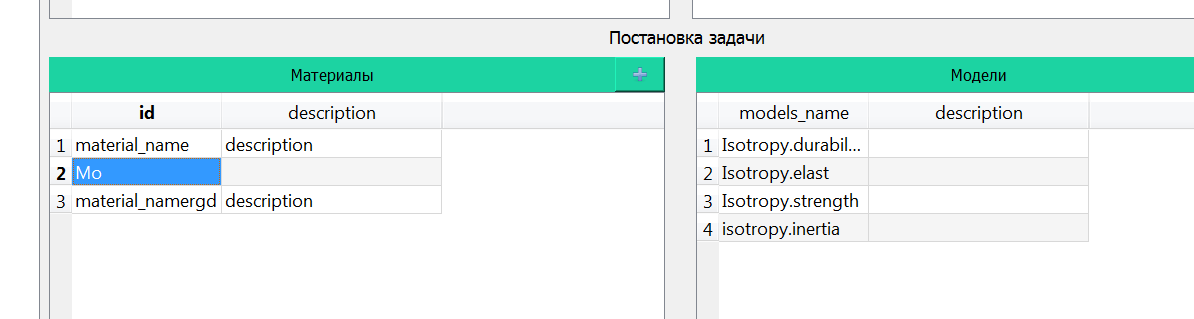 Постановка задачи
Материалы
id description
1 material_name description
2 Mo
3 material_namergd description
Модели
models_name description
1 Isotropy.durabil...
2 Isotropy.elast
3 Isotropy.strength
4 isotropy.inertia